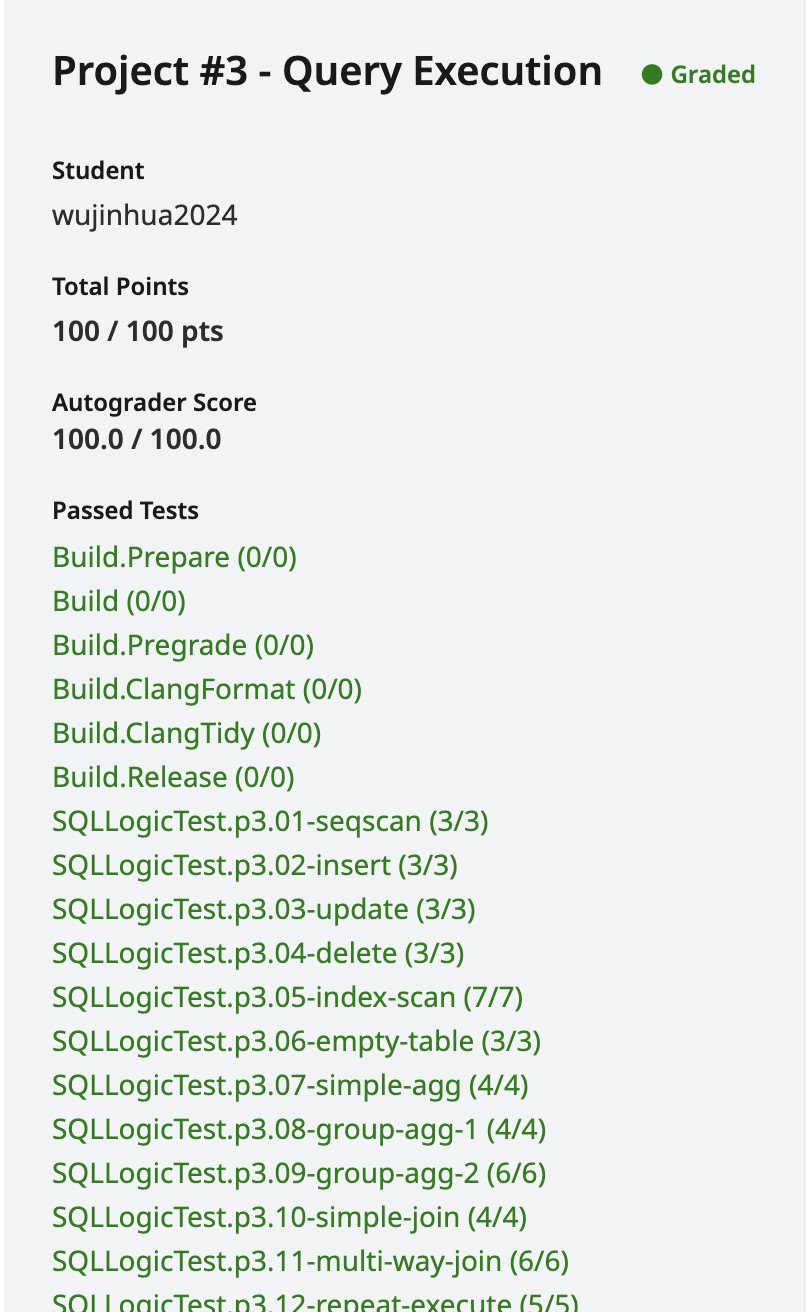 Project #3 - Query Execution
Graded
Student
wujinhua2024
Total Points
100 / 100 pts
Autograder Score
100.0 / 100.0
Passed Tests
Build.Prepare (0/0)
Build (0/0)
Build.Pregrade (0/0)
Build.ClangFormat (0/0)
Build.ClangTidy (0/0)
Build.Release (0/0)
SQLLogicTest.p3.01-seqscan (3/3)
SQLLogicTest.p3.02-insert (3/3)
SQLLogicTest.p3.03-update (3/3)
SQLLogicTest.p3.04-delete (3/3)
SQLLogicTest.p3.05-index-scan (7/7)
SQLLogicTest.p3.06-empty-table (3/3)
SQLLogicTest.p3.07-simple-agg (4/4)
SQLLogicTest.p3.08-group-agg-1 (4/4)
SQLLogicTest.p3.09-group-agg-2 (6/6)
SQLLogicTest.p3.10-simple-join (4/4)
SQLLogicTest.p3.11-multi-way-join (6/6)
SQLLogicTest.p3.12-repeat-execute (5/5)